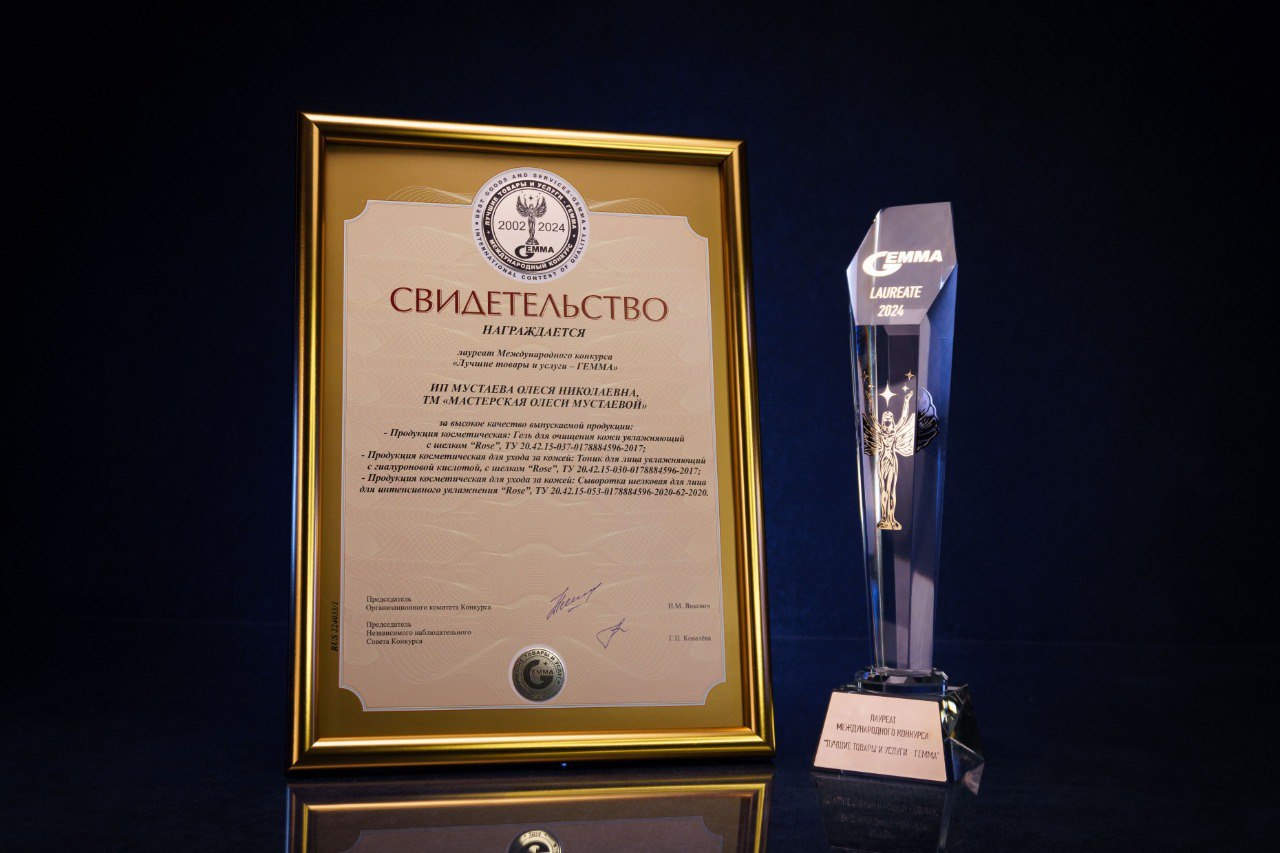 BEST GOODS AND SERVICES-GEMMA
INTERNATIONAL CONTEST OF QUALITY
ЛУЧШИЕ ТОВАРЫ И УСЛУГИ - ГЕММА
МЕЖДУНАРОДНЫЙ КОНКУРС
2002 2024
GEMMA
СВИДЕТЕЛЬСТВО
НАГРАЖДАЕТСЯ
лауреат Международного конкурса
«Лучшие товары и услуги – ГЕММА»
ИП МУСТАЕВА ОЛЕСЯ НИКОЛАЕВНА,
ТМ «МАСТЕРСКАЯ ОЛЕСИ МУСТАЕВОЙ»
за высокое качество выпускаемой продукции:
- Продукция косметическая: Гель для очищения кожи увлажняющий
с шелком “Rose”, ТУ 20.42.15-037-0178884596-2017;
- Продукция косметическая для ухода за кожей: Тоник для лица увлажняющий
с гиалуроновой кислотой, с шелком “Rose”, ТУ 20.42.15-030-0178884596-2017;
- Продукция косметическая для ухода за кожей: Сыворотка шелковая для лица
для интенсивного увлажнения “Rose”, ТУ 20.42.15-053-0178884596-2020-62-2020.
Председатель
Организационного комитета Конкурса
Н.М. Янкевич
Председатель
Независимого наблюдательного
Совета Конкурса
Г.П. Ковалёва
ЛУЧШИЕ ТОВАРЫ И УСЛУГИ
GEMMA
GEMMA
LAUREATE
2024
ЛАУРЕАТ
МЕЖДУНАРОДНОГО КОНКУРСА
"ЛУЧШИЕ ТОВАРЫ И УСЛУГИ - ГЕММА"